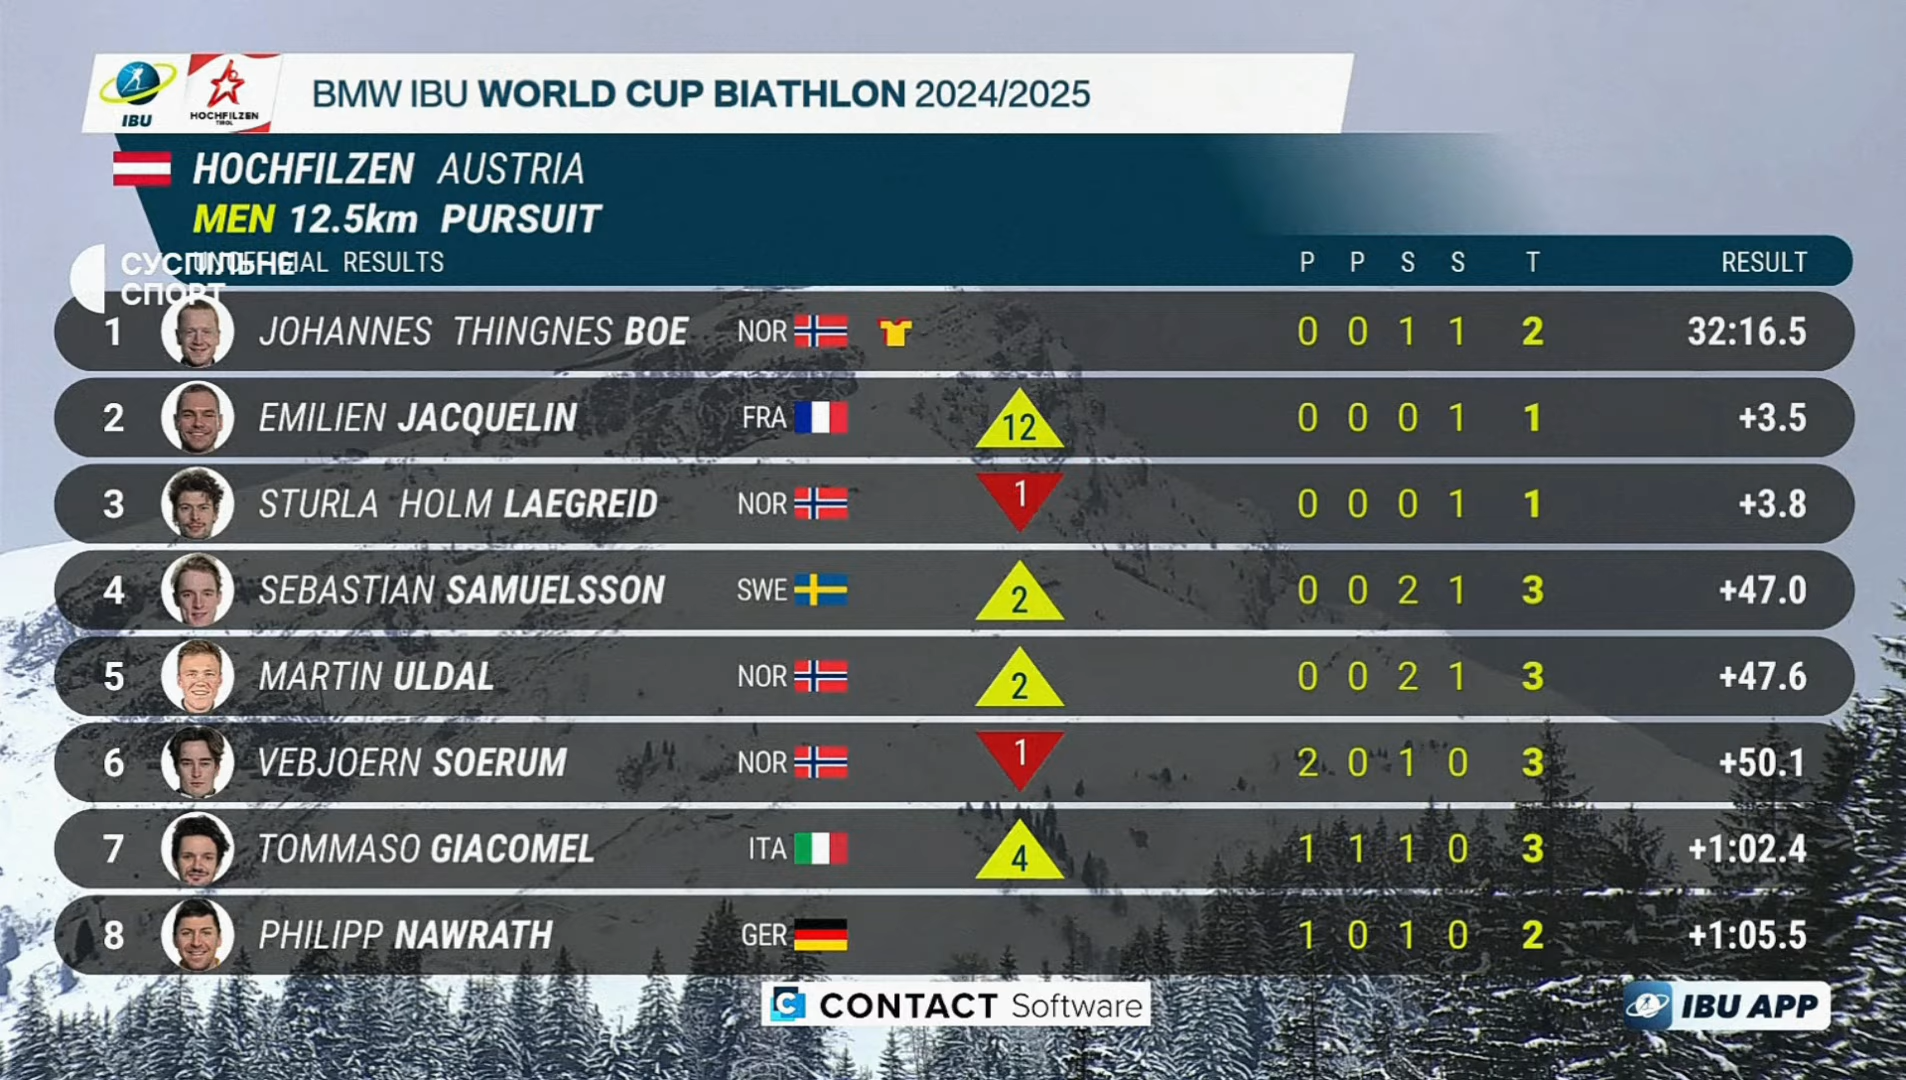 BMW IBU WORLD CUP BIATHLON 2024/2025
IBU
HOCHFILZEN
TIROL
HOCHFILZEN AUSTRIA
MEN 12.5km PURSUIT
UNOFFICIAL RESULTS P P S S T RESULT
СУСПІЛЬНЕ
СПОРТ
1 JOHANNES THINGNES BOE NOR 0 0 1 1 2 32:16.5
2 EMILIEN JACQUELIN FRA 12 0 0 0 1 1 +3.5
3 STURLA HOLM LAEGREID NOR 1 0 0 0 1 1 +3.8
4 SEBASTIAN SAMUELSSON SWE 2 0 0 2 1 3 +47.0
5 MARTIN ULDAL NOR 2 0 0 2 1 3 +47.6
6 VEBJOERN SOERUM NOR 1 2 0 1 0 3 +50.1
7 TOMMASO GIACOMEL ITA 4 1 1 1 0 3 +1:02.4
8 PHILIPP NAWRATH GER 1 0 1 0 2 +1:05.5
CONTACT Software
IBU APP